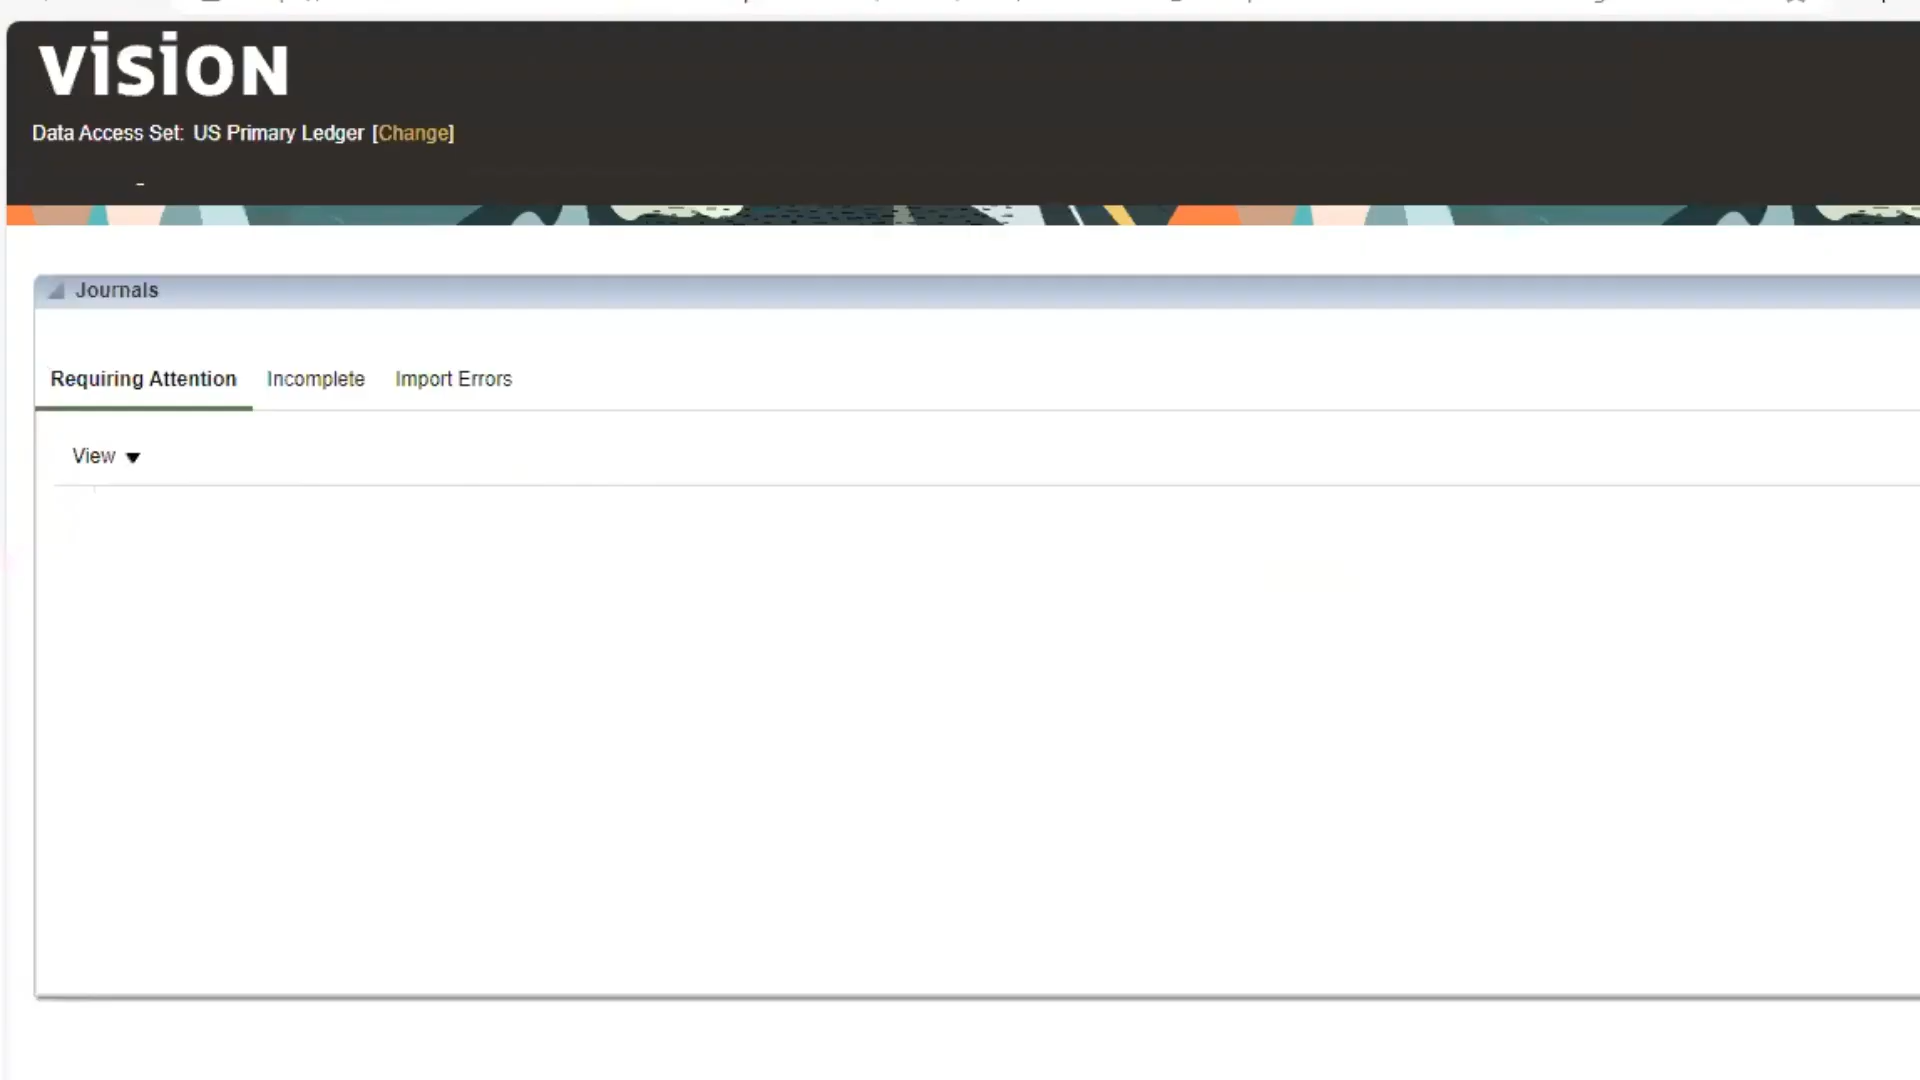 vision
Data Access Set: US Primary Ledger [Change]
Journals
Requiring Attention Incomplete Import Errors
View